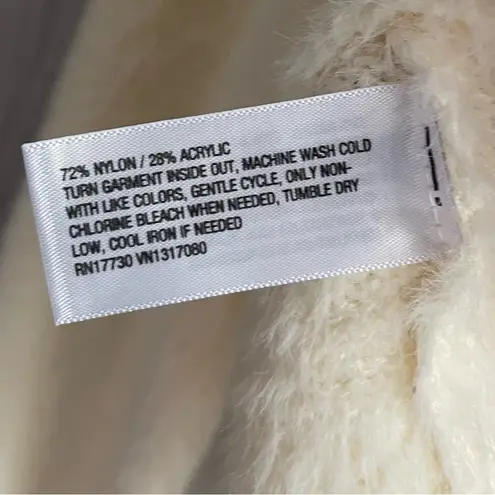 72% NYLON / 28% ACRYLIC
TURN GARMENT INSIDE OUT, MACHINE WASH COLD
WITH LIKE COLORS, GENTLE CYCLE, ONLY NON-
CHLORINE BLEACH WHEN NEEDED, TUMBLE DRY
LOW, COOL IRON IF NEEDED
RN17730 VN1317080